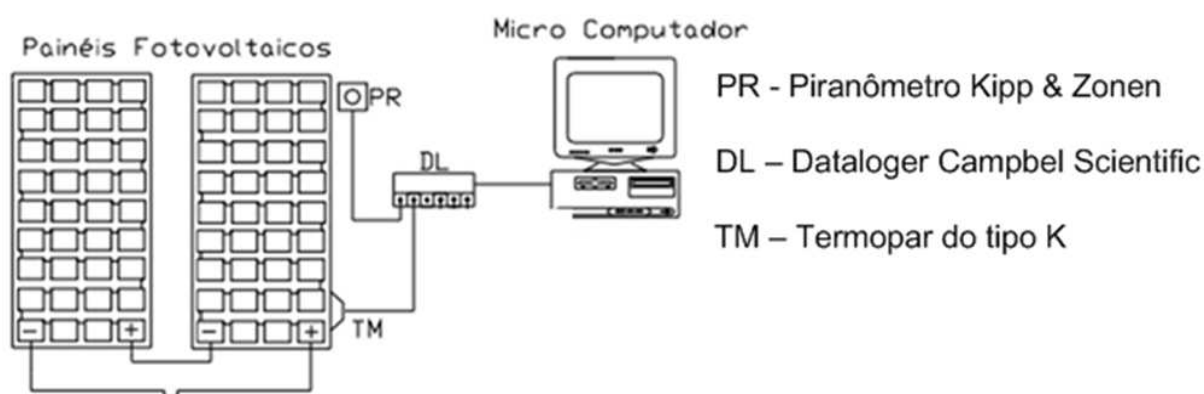 Micro Computador
Painéis Fotovoltaicos
PR
PR - Piranômetro Kipp & Zonen
DL
DL – Dataloger Campbel Scientific
TM – Termopar do tipo K
- + - +
TM